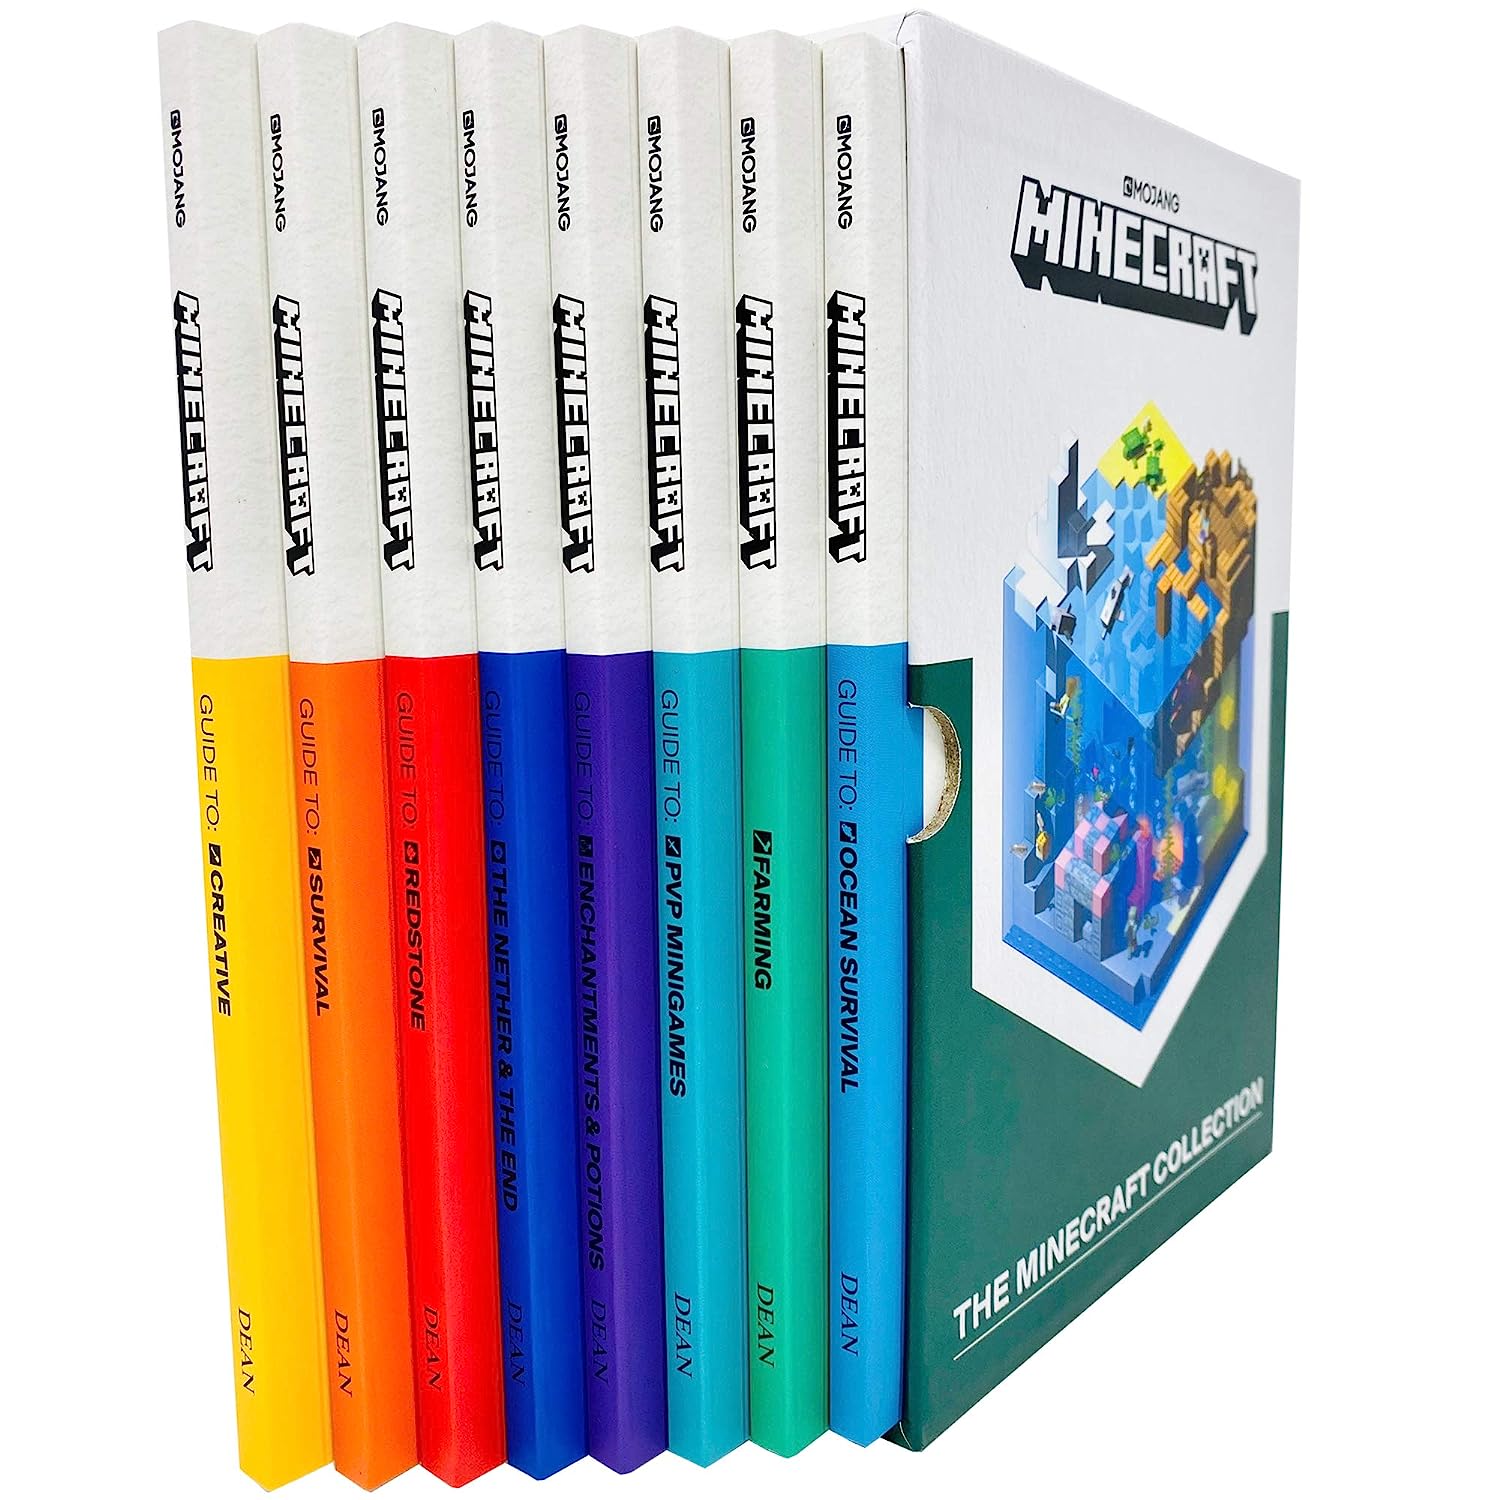 MOJANG
MINECRAFT
GUIDE TO: CREATIVE
DEAN
MOJANG
MINECRAFT
GUIDE TO: SURVIVAL
DEAN
MOJANG
MINECRAFT
GUIDE TO: REDSTONE
DEAN
MOJANG
MINECRAFT
GUIDE TO: THE NETHER & THE END
DEAN
MOJANG
MINECRAFT
GUIDE TO: ENCHANTMENTS & POTIONS
DEAN
MOJANG
MINECRAFT
GUIDE TO: PVP MINIGAMES
DEAN
MOJANG
MINECRAFT
FARMING
DEAN
MOJANG
MINECRAFT
GUIDE TO: OCEAN SURVIVAL
DEAN
MOJANG
MINECRAFT
THE MINECRAFT COLLECTION